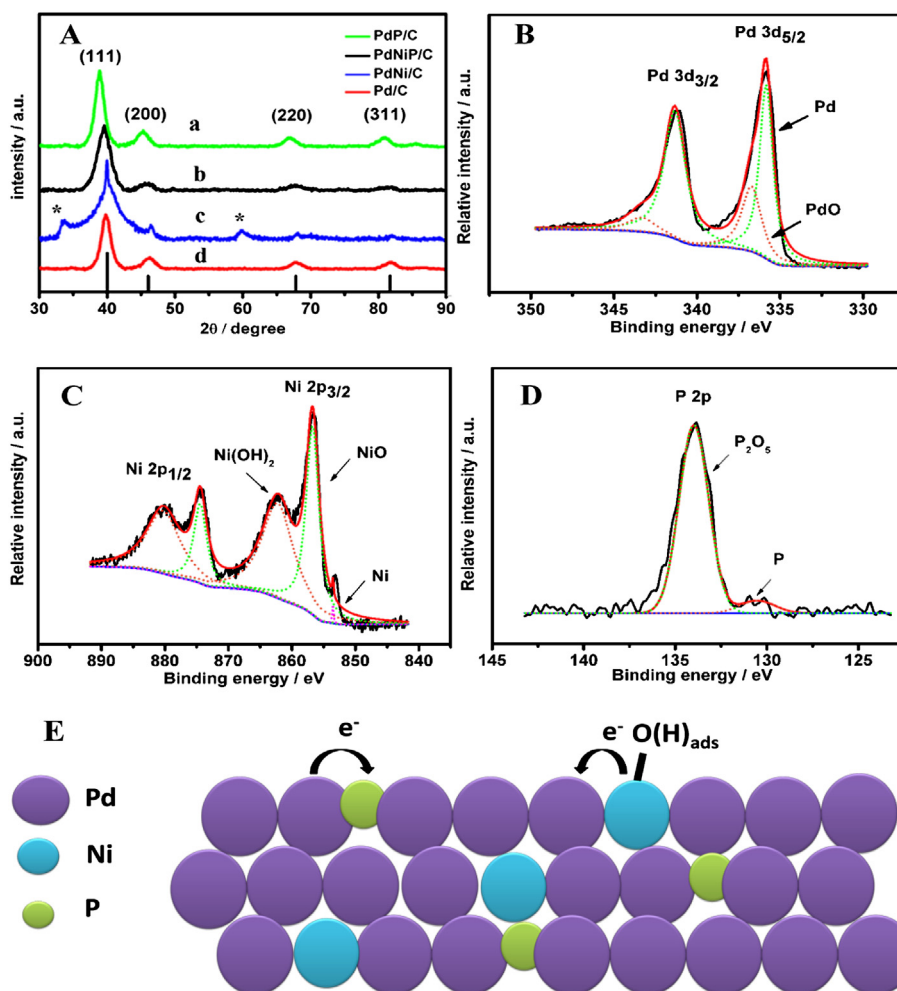 A
PdP/C
PdNiP/C
PdNi/C
Pd/C
(111)
(200)
(220)
(311)
a
b
*
c
*
d
30 40 50 60 70 80 90
2θ / degree
intensity / a.u.
B
Pd 3d5/2
Pd 3d3/2
Pd
PdO
350 340 330
Binding energy / eV
Relative intensity / a.u.
C
Ni 2p3/2
Ni(OH)2
NiO
Ni 2p1/2
Ni
900 890 880 870 860 850 840
Binding energy / eV
Relative intensity / a.u.
D
P 2p
P2O5
P
145 140 135 130 125
Binding energy / eV
Relative intensity / a.u.
E
e-
e-
O(H)ads
Pd
Ni
P